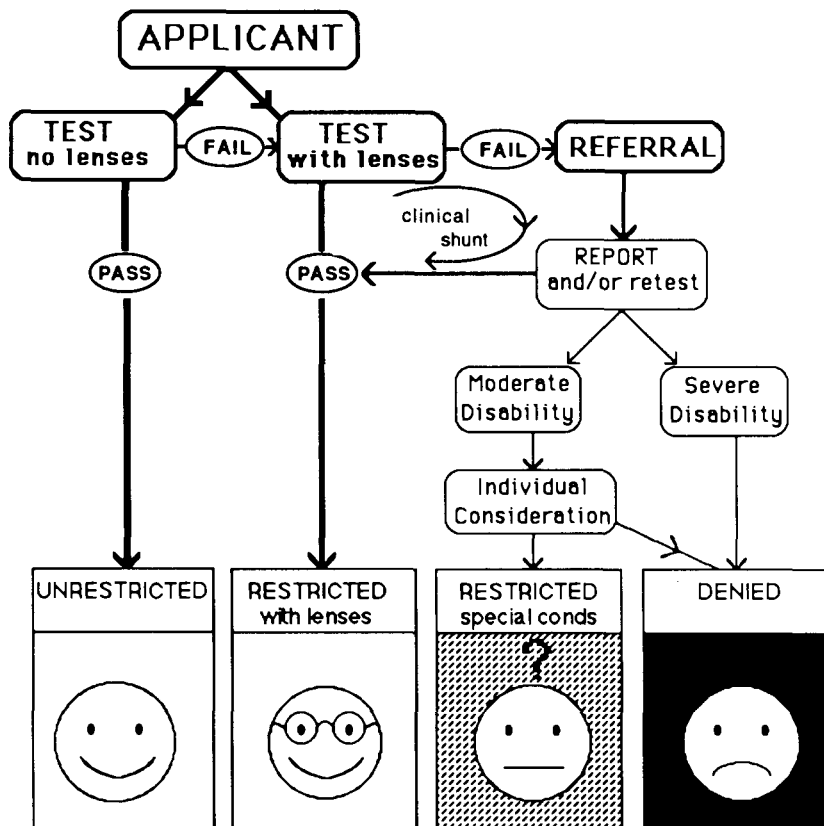 APPLICANT
TEST
no lenses
FAIL
TEST
with lenses
FAIL
REFERRAL
clinical
shunt
PASS
PASS
REPORT
and/or retest
Moderate
Disability
Severe
Disability
Individual
Consideration
UNRESTRICTED
RESTRICTED
with lenses
RESTRICTED
special conds
DENIED
?